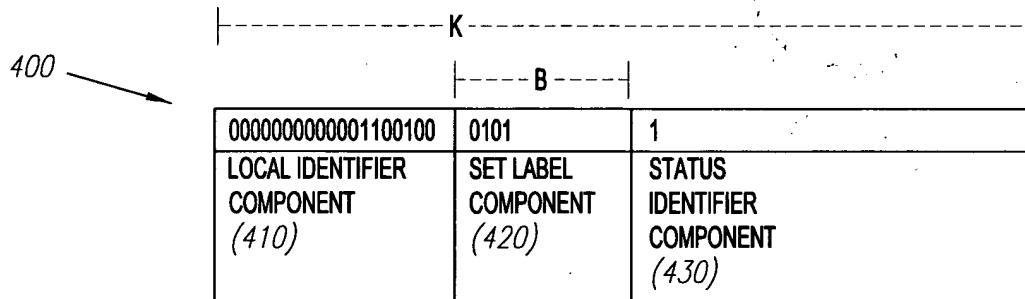 K
400
B
0000000000001100100 0101 1
LOCAL IDENTIFIER COMPONENT (410)
SET LABEL COMPONENT (420)
STATUS IDENTIFIER COMPONENT (430)